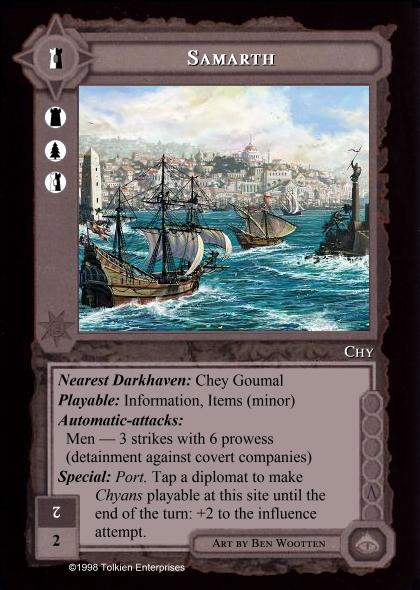 Samarth
Chy
Nearest Darkhaven: Chey Goumal
Playable: Information, Items (minor)
Automatic-attacks:
Men — 3 strikes with 6 prowess
(detainment against covert companies)
Special: Port. Tap a diplomat to make
Chyans playable at this site until the
end of the turn: +2 to the influence
attempt.
2
2
Art by Ben Wootten
©1998 Tolkien Enterprises